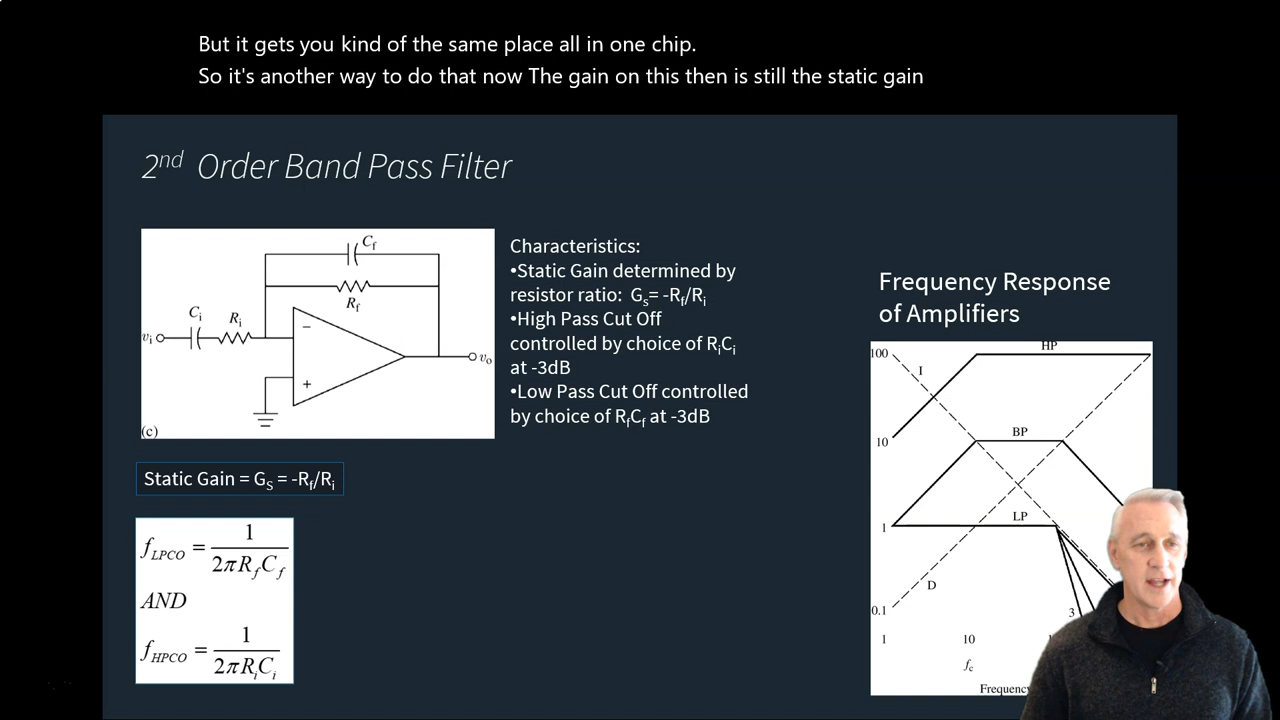 But it gets you kind of the same place all in one chip.
So it's another way to do that now The gain on this then is still the static gain
2nd Order Band Pass Filter
Cf
Rf
Ci
Ri
vi
vo
−
+
(c)
Characteristics:
•Static Gain determined by
resistor ratio: Gs= -Rf/Ri
•High Pass Cut Off
controlled by choice of RiCi
at -3dB
•Low Pass Cut Off controlled
by choice of RfCf at -3dB
Static Gain = GS = -Rf/Ri
fLPCO = 1 / 2πRfCf
AND
fHPCO = 1 / 2πRiCi
Frequency Response
of Amplifiers
100
HP
I
10
BP
1
LP
D
0.1
3
1
10
fc
Frequency